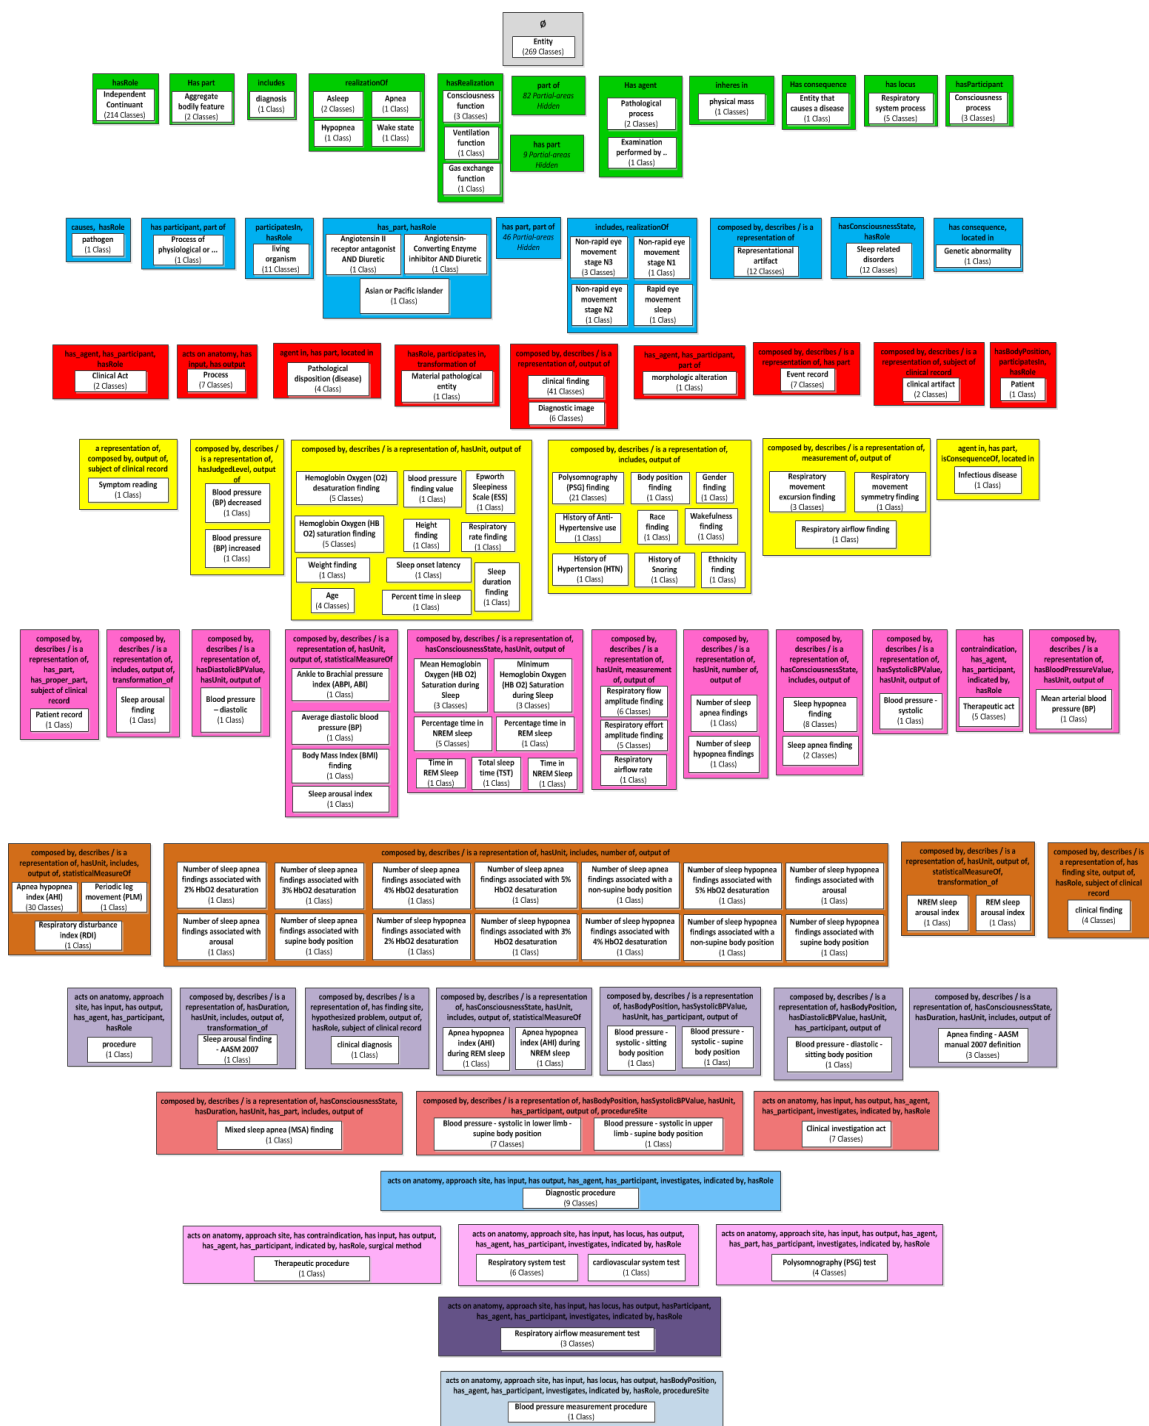 Ø
Entity
(269 Classes)
hasRole
Independent
Continuant
(214 Classes)
Has part
Aggregate
bodily feature
(2 Classes)
includes
diagnosis
(1 Class)
realizationOf
Asleep
(2 Classes)
Apnea
(1 Class)
Hypopnea
(1 Class)
Wake state
(1 Class)
hasRealization
Consciousness
function
(3 Classes)
Ventilation
function
(1 Class)
Gas exchange
function
(1 Class)
part of
82 Partial-areas
Hidden
has part
9 Partial-areas
Hidden
Has agent
Pathological
process
(2 Classes)
Examination
performed by ..
(1 Class)
inheres in
physical mass
(1 Classes)
Has consequence
Entity that
causes a disease
(1 Class)
has locus
Respiratory
system process
(5 Classes)
hasParticipant
Consciousness
process
(3 Classes)
causes, hasRole
pathogen
(1 Class)
has participant, part of
Process of
physiological or ...
(1 Class)
participatesIn,
hasRole
living
organism
(11 Classes)
has_part, hasRole
Angiotensin II
receptor antagonist
AND Diuretic
(1 Class)
Angiotensin-
Converting Enzyme
inhibitor AND Diuretic
(1 Class)
Asian or Pacific islander
(1 Class)
has part, part of
46 Partial-areas
Hidden
includes, realizationOf
Non-rapid eye
movement
stage N3
(3 Classes)
Non-rapid eye
movement
stage N1
(1 Class)
Non-rapid eye
movement
stage N2
(1 Class)
Rapid eye
movement
sleep
(1 Class)
composed by, describes / is a
representation of
Representational
artifact
(12 Classes)
hasConsciousnessState,
hasRole
Sleep related
disorders
(12 Classes)
has consequence,
located in
Genetic abnormality
(1 Class)
has_agent, has_participant,
hasRole
Clinical Act
(2 Classes)
acts on anatomy, has
input, has output
Process
(7 Classes)
agent in, has part, located in
Pathological
disposition (disease)
(4 Class)
hasRole, participates in,
transformation of
Material pathological
entity
(1 Class)
composed by, describes / is a
representation of, output of
clinical finding
(41 Classes)
Diagnostic image
(6 Classes)
has_agent, has_participant,
part of
morphologic alteration
(1 Class)
composed by, describes / is a
representation of, has part
Event record
(7 Classes)
composed by, describes / is a
representation of, subject of
clinical record
clinical artifact
(2 Classes)
hasBodyPosition,
participatesIn,
hasRole
Patient
(1 Class)
a representation of,
composed by, output of,
subject of clinical record
Symptom reading
(1 Class)
composed by, describes /
is a representation of,
hasJudgedLevel, output
of
Blood pressure
(BP) decreased
(1 Class)
Blood pressure
(BP) increased
(1 Class)
composed by, describes / is a representation of, hasUnit, output of
Hemoglobin Oxygen (O2)
desaturation finding
(5 Classes)
blood pressure
finding value
(1 Class)
Epworth
Sleepiness
Scale (ESS)
(1 Class)
Hemoglobin Oxygen (HB
O2) saturation finding
(5 Classes)
Height
finding
(1 Class)
Respiratory
rate finding
(1 Class)
Weight finding
(1 Class)
Sleep onset latency
(1 Class)
Sleep
duration
finding
(1 Class)
Age
(4 Classes)
Percent time in sleep
(1 Class)
composed by, describes / is a representation of,
includes, output of
Polysomnography
(PSG) finding
(21 Classes)
Body position
finding
(1 Class)
Gender
finding
(1 Class)
History of Anti-
Hypertensive use
(1 Class)
Race
finding
(1 Class)
Wakefulness
finding
(1 Class)
History of
Hypertension (HTN)
(1 Class)
History of
Snoring
(1 Class)
Ethnicity
finding
(1 Class)
composed by, describes / is a representation of,
measurement of, output of
Respiratory
movement
excursion finding
(3 Classes)
Respiratory
movement
symmetry finding
(1 Class)
Respiratory airflow finding
(1 Class)
agent in, has part,
isConsequenceOf, located in
Infectious disease
(1 Class)
composed by,
describes / is a
representation of,
has_part,
has_proper_part,
subject of clinical
record
Patient record
(1 Class)
composed by,
describes / is a
representation of,
includes, output of,
transformation_of
Sleep arousal
finding
(1 Class)
composed by,
describes / is a
representation of,
hasDiastolicBPValue,
hasUnit, output of
Blood pressure
– diastolic
(1 Class)
composed by, describes / is a
representation of, hasUnit,
output of, statisticalMeasureOf
Ankle to Brachial pressure
index (ABPI, ABI)
(1 Class)
Average diastolic blood
pressure (BP)
(1 Class)
Body Mass Index (BMI)
finding
(1 Class)
Sleep arousal index
(1 Class)
composed by, describes / is a representation of,
hasConsciousnessState, hasUnit, output of
Mean Hemoglobin
Oxygen (HB O2)
Saturation during
Sleep
(3 Classes)
Minimum
Hemoglobin Oxygen
(HB O2) Saturation
during Sleep
(3 Classes)
Percentage time in
NREM sleep
(5 Classes)
Percentage time in
REM sleep
(1 Class)
Time in
REM Sleep
(1 Class)
Total sleep
time (TST)
(1 Class)
Time in
NREM Sleep
(1 Class)
composed by,
describes / is a
representation of,
hasUnit, measurement
of, output of
Respiratory flow
amplitude finding
(6 Classes)
Respiratory effort
amplitude finding
(5 Classes)
Respiratory
airflow rate
(1 Class)
composed by,
describes / is a
representation of,
hasUnit, number of,
output of
Number of sleep
apnea findings
(1 Class)
Number of sleep
hypopnea findings
(1 Class)
composed by, describes
/ is a representation of,
hasConsciousnessState,
includes, output of
Sleep hypopnea
finding
(8 Classes)
Sleep apnea finding
(2 Classes)
composed by,
describes / is a
representation of,
hasSystolicBPValue,
hasUnit, output of
Blood pressure -
systolic
(1 Class)
has
contraindication,
has_agent,
has_participant,
indicated by,
hasRole
Therapeutic act
(5 Classes)
composed by,
describes / is a
representation of,
hasBloodPressureValue,
hasUnit, output of
Mean arterial blood
pressure (BP)
(1 Class)
composed by, describes / is a
representation of, hasUnit, includes,
output of, statisticalMeasureOf
Apnea hypopnea
index (AHI)
(30 Classes)
Periodic leg
movement (PLM)
(1 Class)
Respiratory disturbance
index (RDI)
(1 Class)
composed by, describes / is a representation of, hasUnit, includes, number of, output of
Number of sleep apnea
findings associated with
2% HbO2 desaturation
(1 Class)
Number of sleep apnea
findings associated with
3% HbO2 desaturation
(1 Class)
Number of sleep apnea
findings associated with
4% HbO2 desaturation
(1 Class)
Number of sleep apnea
findings associated with 5%
HbO2 desaturation
(1 Class)
Number of sleep apnea
findings associated with a
non-supine body position
(1 Class)
Number of sleep hypopnea
findings associated with
5% HbO2 desaturation
(1 Class)
Number of sleep hypopnea
findings associated with
arousal
(1 Class)
Number of sleep apnea
findings associated with
arousal
(1 Class)
Number of sleep apnea
findings associated with
supine body position
(1 Class)
Number of sleep hypopnea
findings associated with
2% HbO2 desaturation
(1 Class)
Number of sleep hypopnea
findings associated with 3%
HbO2 desaturation
(1 Class)
Number of sleep hypopnea
findings associated with
4% HbO2 desaturation
(1 Class)
Number of sleep hypopnea
findings associated with a
non-supine body position
(1 Class)
Number of sleep hypopnea
findings associated with
supine body position
(1 Class)
composed by, describes / is a
representation of, hasUnit, output of,
statisticalMeasureOf,
transformation_of
NREM sleep
arousal index
(1 Class)
REM sleep
arousal index
(1 Class)
composed by, describes / is
a representation of, has
finding site, output of,
hasRole, subject of clinical
record
clinical finding
(4 Classes)
acts on anatomy, approach
site, has input, has output,
has_agent, has_participant,
hasRole
procedure
(1 Class)
composed by, describes / is a
representation of, hasDuration,
hasUnit, includes, output of,
transformation_of
Sleep arousal finding
- AASM 2007
(1 Class)
composed by, describes / is a
representation of, has finding site,
hypothesized problem, output of,
hasRole, subject of clinical record
clinical diagnosis
(1 Class)
composed by, describes / is a representation
of, hasConsciousnessState, hasUnit,
includes, output of, statisticalMeasureOf
Apnea hypopnea
index (AHI)
during REM sleep
(1 Class)
Apnea hypopnea
index (AHI) during
NREM sleep
(1 Class)
composed by, describes / is a representation
of, hasBodyPosition, hasSystolicBPValue,
hasUnit, has_participant, output of
Blood pressure -
systolic - sitting
body position
(1 Class)
Blood pressure -
systolic - supine
body position
(1 Class)
composed by, describes / is a
representation of, hasBodyPosition,
hasDiastolicBPValue, hasUnit,
has_participant, output of
Blood pressure - diastolic -
sitting body position
(1 Class)
composed by, describes / is a
representation of, hasConsciousnessState,
hasDuration, hasUnit, includes, output of
Apnea finding - AASM
manual 2007 definition
(3 Classes)
composed by, describes / is a representation of, hasConsciousnessState,
hasDuration, hasUnit, has_part, includes, output of
Mixed sleep apnea (MSA) finding
(1 Class)
composed by, describes / is a representation of, hasBodyPosition, hasSystolicBPValue, hasUnit,
has_participant, output of, procedureSite
Blood pressure - systolic in lower limb -
supine body position
(7 Classes)
Blood pressure - systolic in upper
limb - supine body position
(1 Class)
acts on anatomy, has input, has output, has_agent,
has_participant, investigates, indicated by, hasRole
Clinical investigation act
(7 Classes)
acts on anatomy, approach site, has input, has output, has_agent, has_participant, investigates, indicated by, hasRole
Diagnostic procedure
(9 Classes)
acts on anatomy, approach site, has contraindication, has input, has output,
has_agent, has_participant, indicated by, hasRole, surgical method
Therapeutic procedure
(1 Class)
acts on anatomy, approach site, has input, has locus, has output,
has_agent, has_participant, investigates, indicated by, hasRole
Respiratory system test
(6 Classes)
cardiovascular system test
(1 Class)
acts on anatomy, approach site, has input, has output, has_agent,
has_part, has_participant, investigates, indicated by, hasRole
Polysomnography (PSG) test
(4 Classes)
acts on anatomy, approach site, has input, has locus, has output, hasParticipant,
has_agent, has_participant, investigates, indicated by, hasRole
Respiratory airflow measurement test
(3 Classes)
acts on anatomy, approach site, has input, has locus, has output, hasBodyPosition,
has_agent, has_participant, investigates, indicated by, hasRole, procedureSite
Blood pressure measurement procedure
(1 Class)